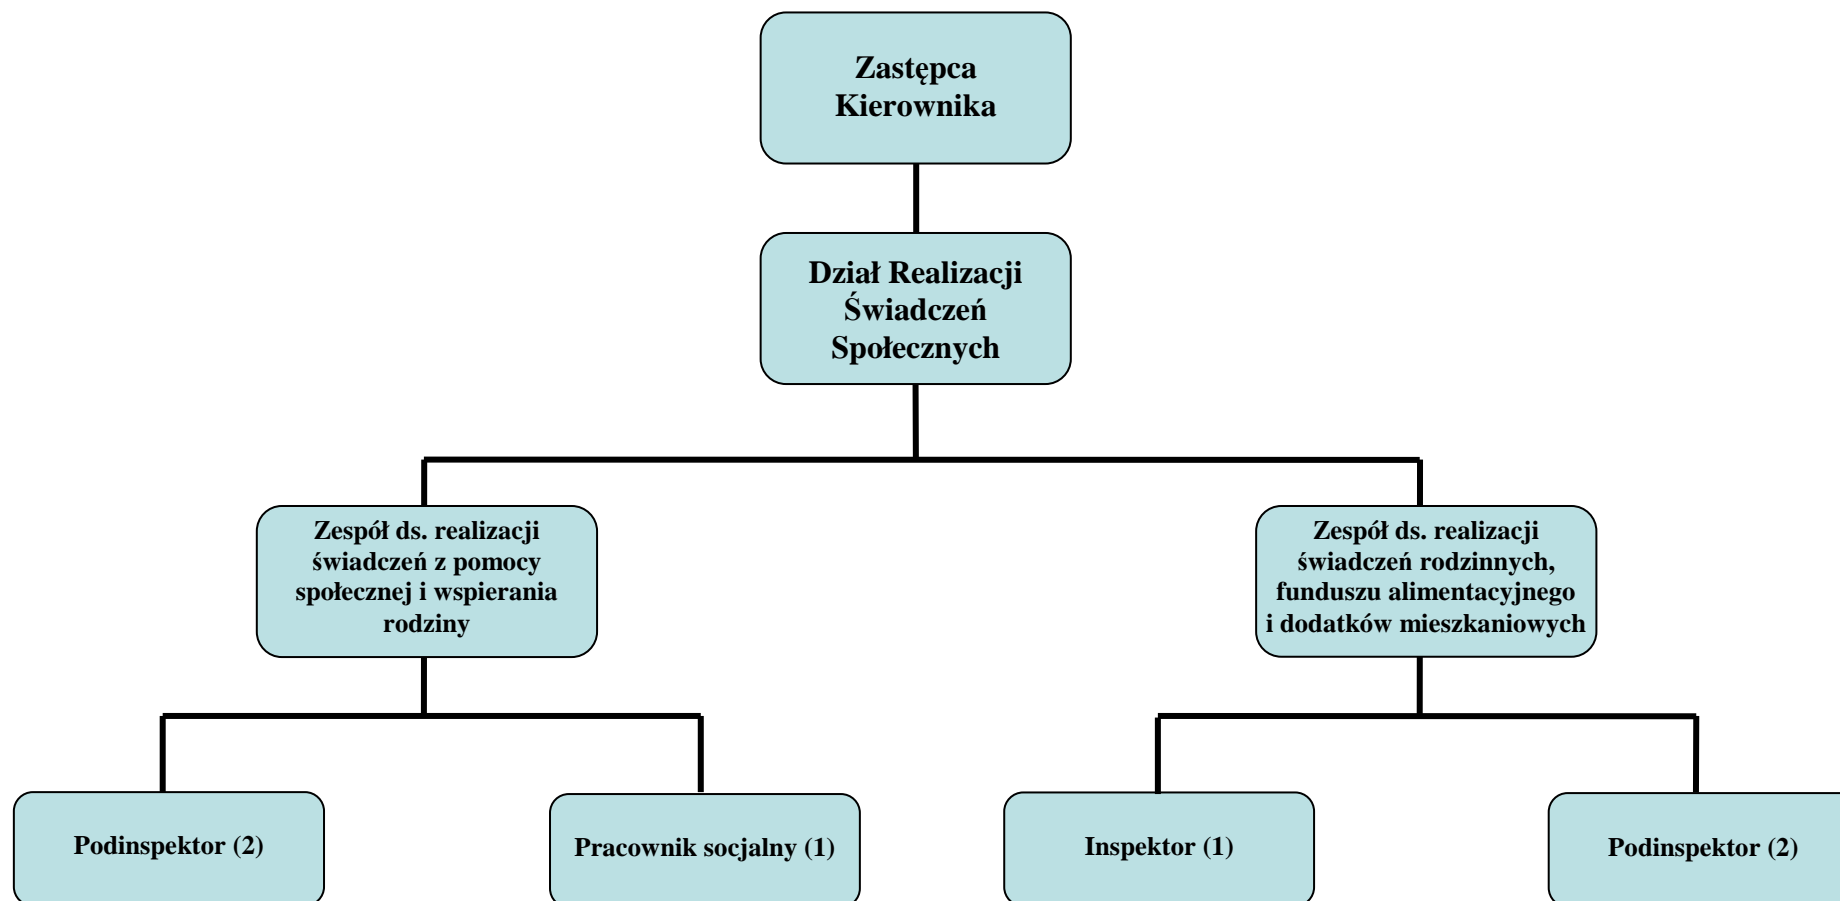 Zastępca
Kierownika
Dział Realizacji
Świadczeń
Społecznych
Zespół ds. realizacji
świadczeń z pomocy
społecznej i wspierania
rodziny
Zespół ds. realizacji
świadczeń rodzinnych,
funduszu alimentacyjnego
i dodatków mieszkaniowych
Podinspektor (2)
Pracownik socjalny (1)
Inspektor (1)
Podinspektor (2)